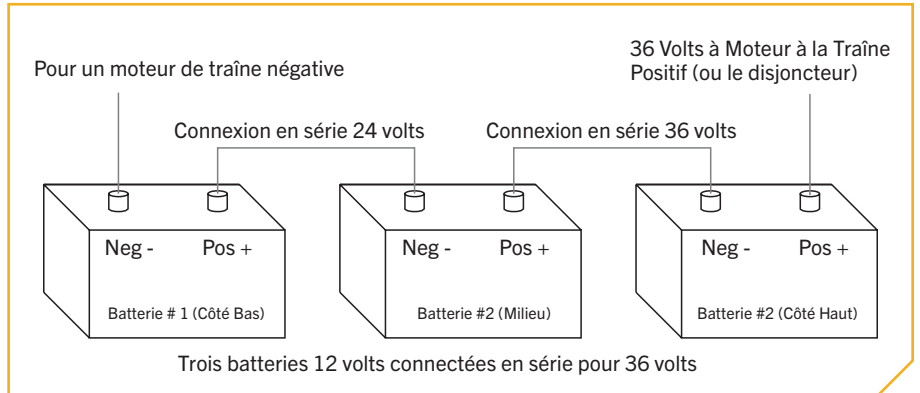 36 Volts à Moteur à la Traîne
Positif (ou le disjoncteur)
Pour un moteur de traîne négative
Connexion en série 24 volts
Connexion en série 36 volts
Neg -
Pos +
Neg -
Pos +
Neg -
Pos +
Batterie # 1 (Côté Bas)
Batterie #2 (Milieu)
Batterie #2 (Côté Haut)
Trois batteries 12 volts connectées en série pour 36 volts